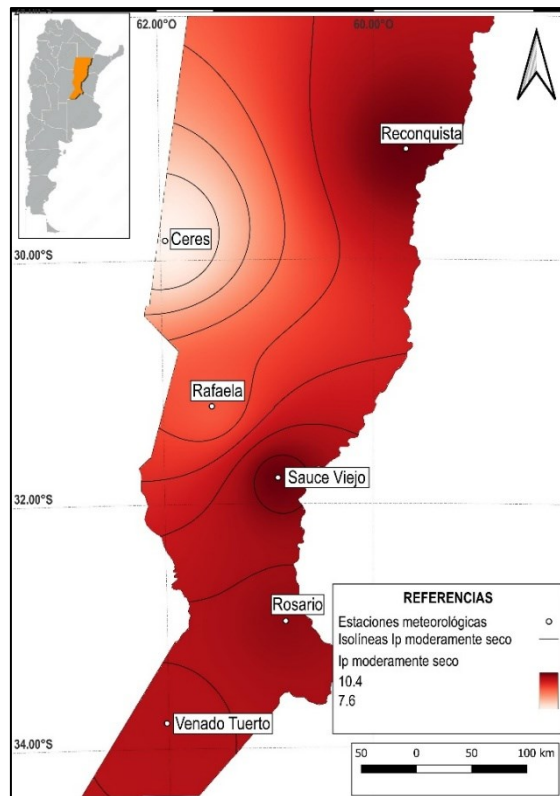 62.00°O
60.00°O
Reconquista
Ceres
30.00°S
Rafaela
Sauce Viejo
32.00°S
Rosario
Venado Tuerto
34.00°S
REFERENCIAS
Estaciones meteorológicas
Isolíneas Ip moderamente seco
Ip moderamente seco
10.4
7.6
50 0 50 100 km